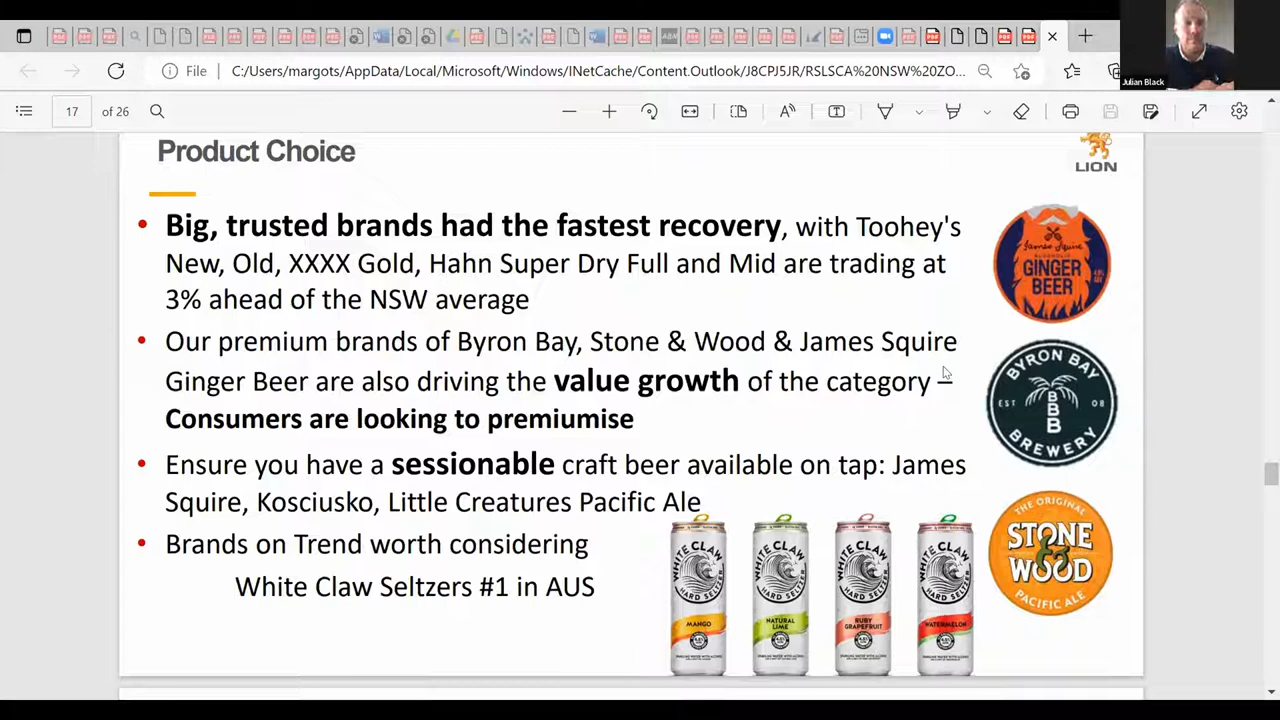 File
C:/Users/margots/AppData/Local/Microsoft/Windows/INetCache/Content.Outlook/J8CPJ5JR/RSLSCA%20NSW%20ZO...
Julian Black
17 of 26
Product Choice
LION
Big, trusted brands had the fastest recovery, with Toohey's
New, Old, XXXX Gold, Hahn Super Dry Full and Mid are trading at
3% ahead of the NSW average
Our premium brands of Byron Bay, Stone & Wood & James Squire
Ginger Beer are also driving the value growth of the category –
Consumers are looking to premiumise
Ensure you have a sessionable craft beer available on tap: James
Squire, Kosciusko, Little Creatures Pacific Ale
Brands on Trend worth considering
White Claw Seltzers #1 in AUS
James Squire
GINGER
BEER
BYRON BAY
EST BBB 08
BREWERY
THE ORIGINAL
STONE
&
WOOD
PACIFIC ALE
WHITE CLAW
HARD SELTZER
MANGO
WHITE CLAW
HARD SELTZER
NATURAL
LIME
WHITE CLAW
HARD SELTZER
RUBY
GRAPEFRUIT
WHITE CLAW
HARD SELTZER
WATERMELON